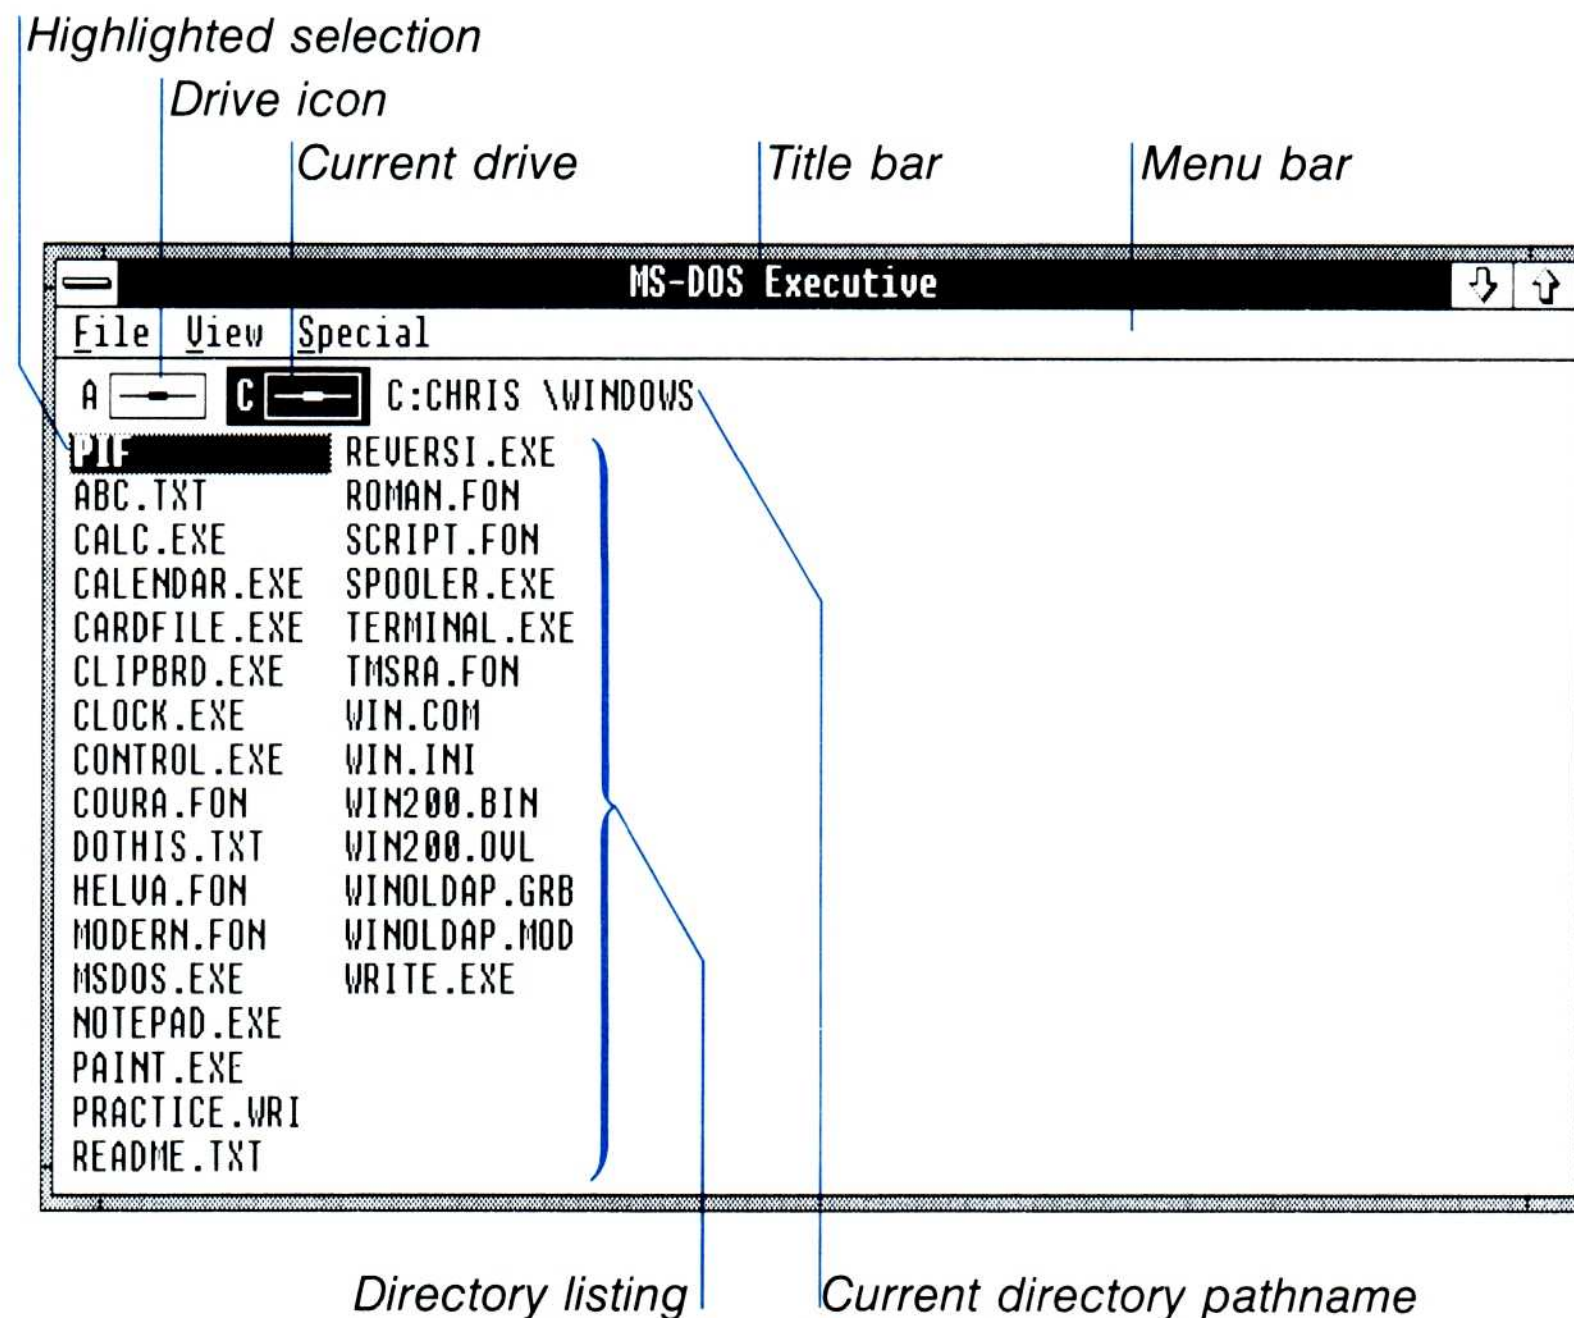 Highlighted selection
Drive icon
Current drive
Title bar
Menu bar
MS-DOS Executive
File View Special
A C C:CHRIS \WINDOWS
PIF
ABC.TXT
CALC.EXE
CALENDAR.EXE
CARDFILE.EXE
CLIPBRD.EXE
CLOCK.EXE
CONTROL.EXE
COURA.FON
DOTHIS.TXT
HELVA.FON
MODERN.FON
MSDOS.EXE
NOTEPAD.EXE
PAINT.EXE
PRACTICE.WRI
README.TXT
REVERSI.EXE
ROMAN.FON
SCRIPT.FON
SPOOLER.EXE
TERMINAL.EXE
TMSRA.FON
WIN.COM
WIN.INI
WIN200.BIN
WIN200.OVL
WINOLDAP.GRB
WINOLDAP.MOD
WRITE.EXE
Directory listing
Current directory pathname